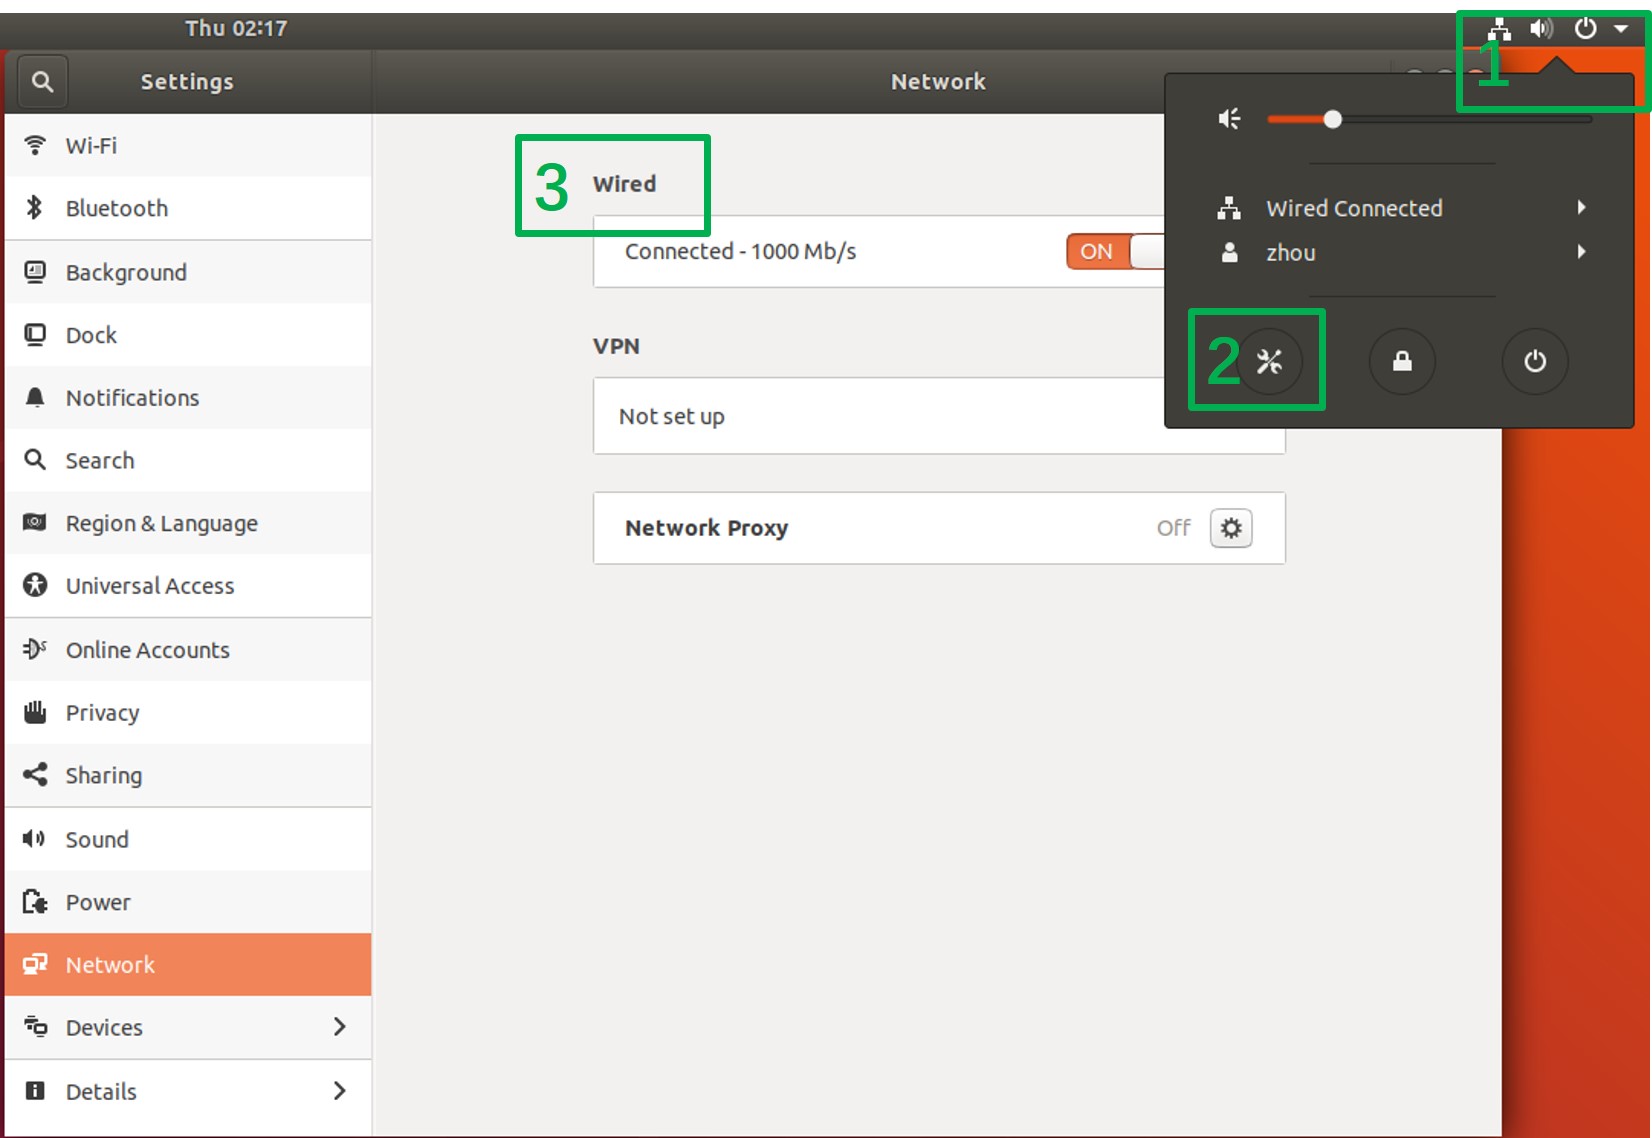 Thu 02:17
1
Settings
Network
Wi-Fi
Bluetooth
Background
Dock
Notifications
Search
Region & Language
Universal Access
Online Accounts
Privacy
Sharing
Sound
Power
Network
Devices
Details
3
Wired
Connected - 1000 Mb/s
ON
VPN
Not set up
Network Proxy
Off
Wired Connected
zhou
2